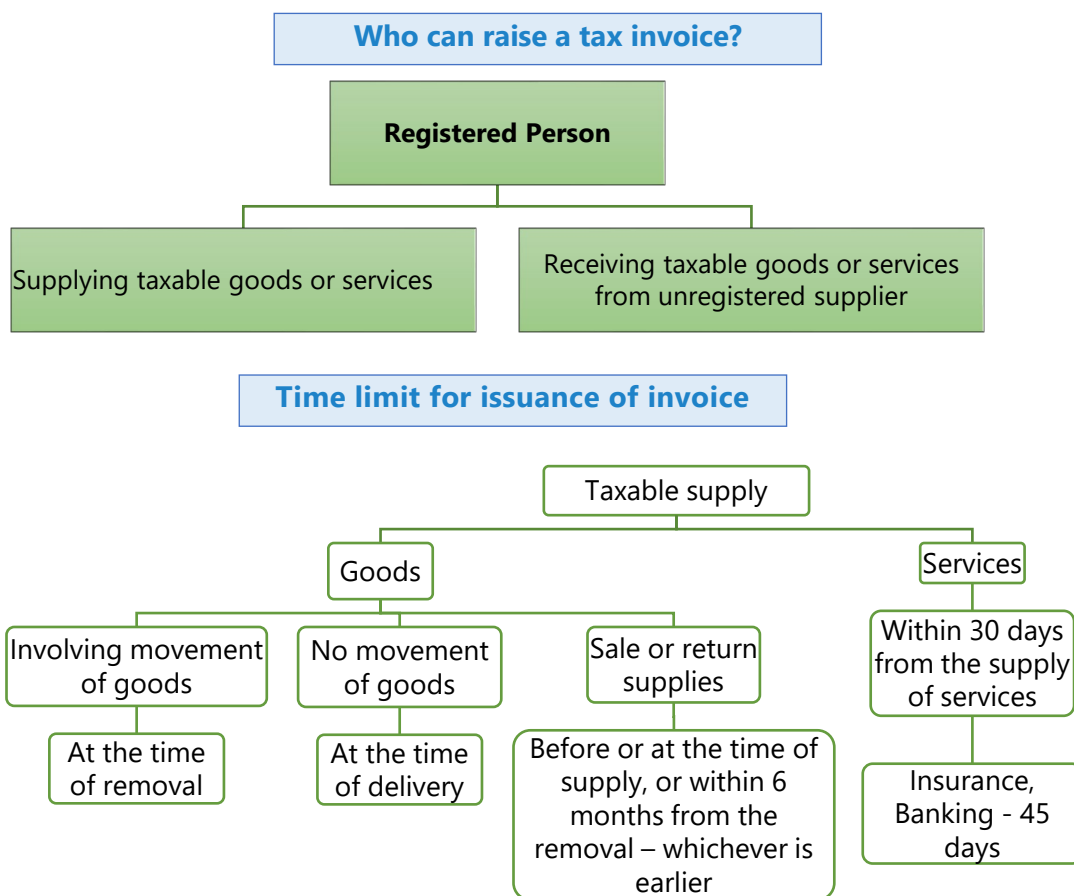 Who can raise a tax invoice?
Registered Person
Supplying taxable goods or services
Receiving taxable goods or services
from unregistered supplier
Time limit for issuance of invoice
Taxable supply
Goods
Services
Involving movement
of goods
No movement
of goods
Sale or return
supplies
Within 30 days
from the supply
of services
At the time
of removal
At the time
of delivery
Before or at the time of
supply, or within 6
months from the
removal – whichever is
earlier
Insurance,
Banking - 45
days